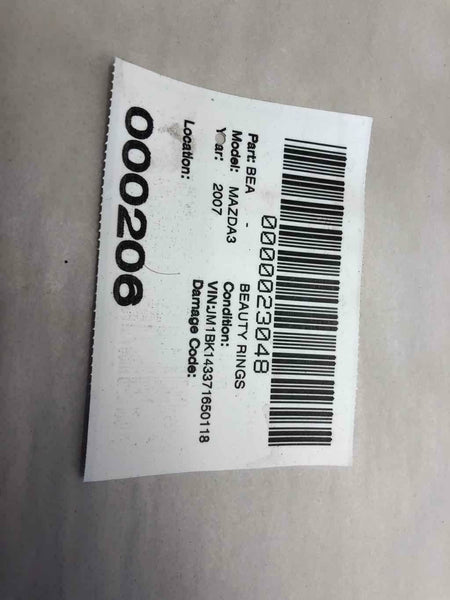 0000023048
Part: BEA - BEAUTY RINGS
Model: MAZDA3 Condition:
Year: 2007 VIN:JM1BK143371650118
Damage Code:
Location:
000206